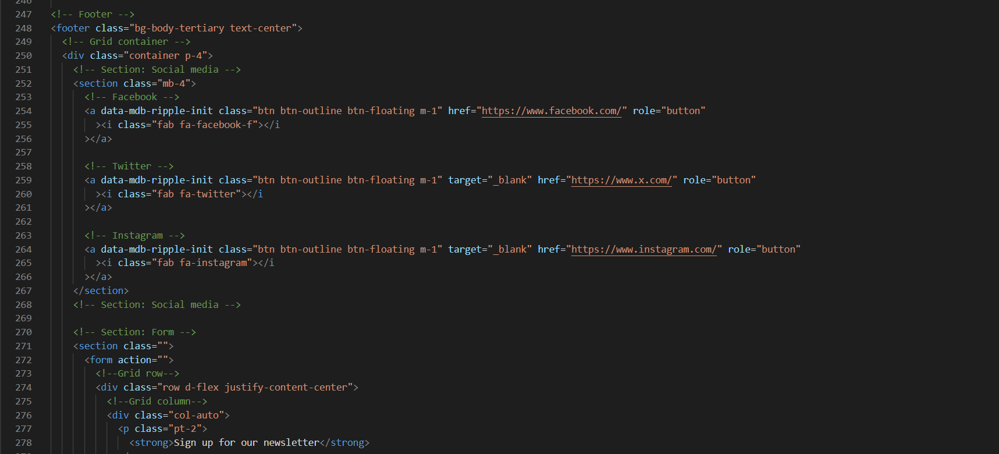 246
247 <!-- Footer -->
248 <footer class="bg-body-tertiary text-center">
249 <!-- Grid container -->
250 <div class="container p-4">
251 <!-- Section: Social media -->
252 <section class="mb-4">
253 <!-- Facebook -->
254 <a data-mdb-ripple-init class="btn btn-outline btn-floating m-1" href="https://www.facebook.com/" role="button"
255 ><i class="fab fa-facebook-f"></i
256 ></a>
257
258 <!-- Twitter -->
259 <a data-mdb-ripple-init class="btn btn-outline btn-floating m-1" target="_blank" href="https://www.x.com/" role="button"
260 ><i class="fab fa-twitter"></i
261 ></a>
262
263 <!-- Instagram -->
264 <a data-mdb-ripple-init class="btn btn-outline btn-floating m-1" target="_blank" href="https://www.instagram.com/" role="button"
265 ><i class="fab fa-instagram"></i
266 ></a>
267 </section>
268 <!-- Section: Social media -->
269
270 <!-- Section: Form -->
271 <section class="">
272 <form action="">
273 <!--Grid row-->
274 <div class="row d-flex justify-content-center">
275 <!--Grid column-->
276 <div class="col-auto">
277 <p class="pt-2">
278 <strong>Sign up for our newsletter</strong>